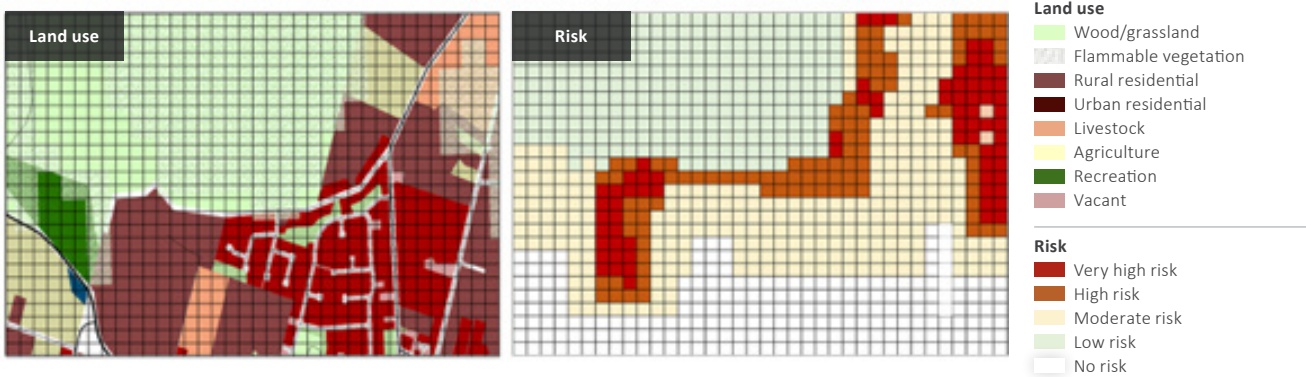 Land use
Risk
Land use
Wood/grassland
Flammable vegetation
Rural residential
Urban residential
Livestock
Agriculture
Recreation
Vacant
Risk
Very high risk
High risk
Moderate risk
Low risk
No risk